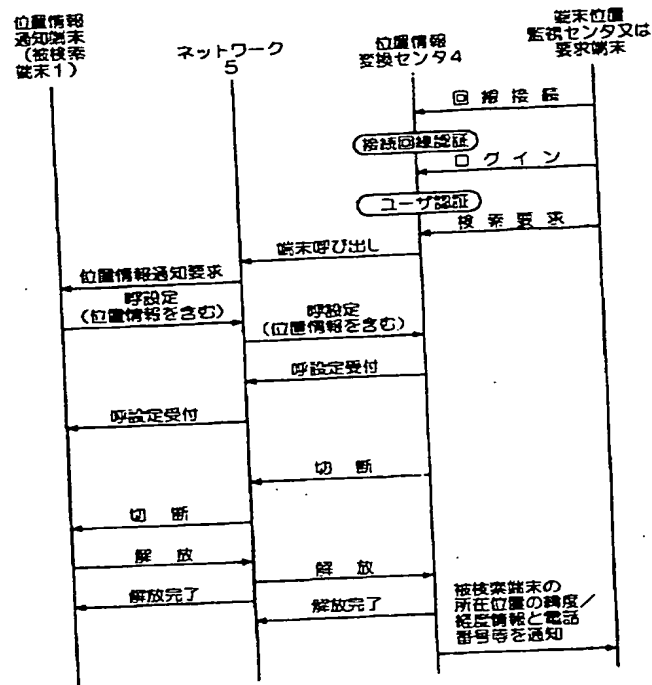 位置情報
通知端末
(被検索
端末1)
ネットワーク
5
位置情報
変換センタ4
端末位置
監視センタ又は
要求端末
回線接続
接続回線認証
ログイン
ユーザ認証
検索要求
端末呼び出し
位置情報通知要求
呼設定
(位置情報を含む)
呼設定
(位置情報を含む)
呼設定受付
呼設定受付
切断
切断
解放
解放
解放完了
解放完了
被検索端末の
所在位置の緯度/
経度情報と電話
番号等を通知